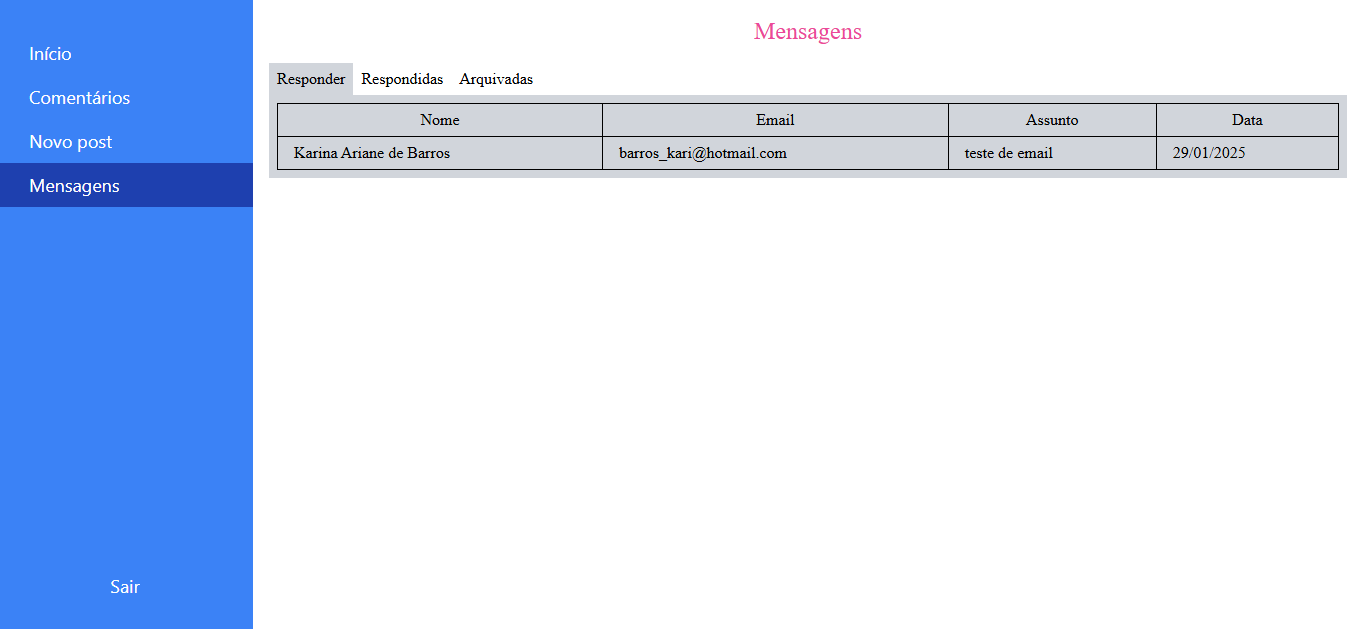 Início
Comentários
Novo post
Mensagens
Sair
Mensagens
Responder Respondidas Arquivadas
Nome Email Assunto Data
Karina Ariane de Barros barros_kari@hotmail.com teste de email 29/01/2025